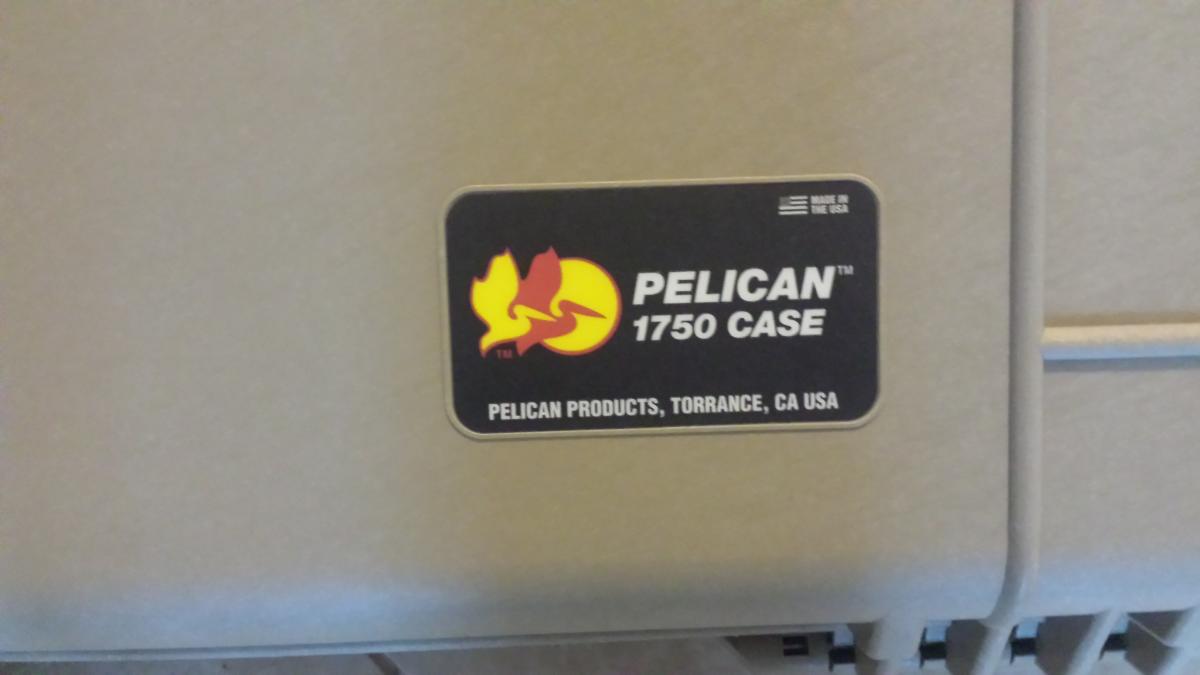 MADE IN
THE USA
PELICAN™
1750 CASE
TM
PELICAN PRODUCTS, TORRANCE, CA USA